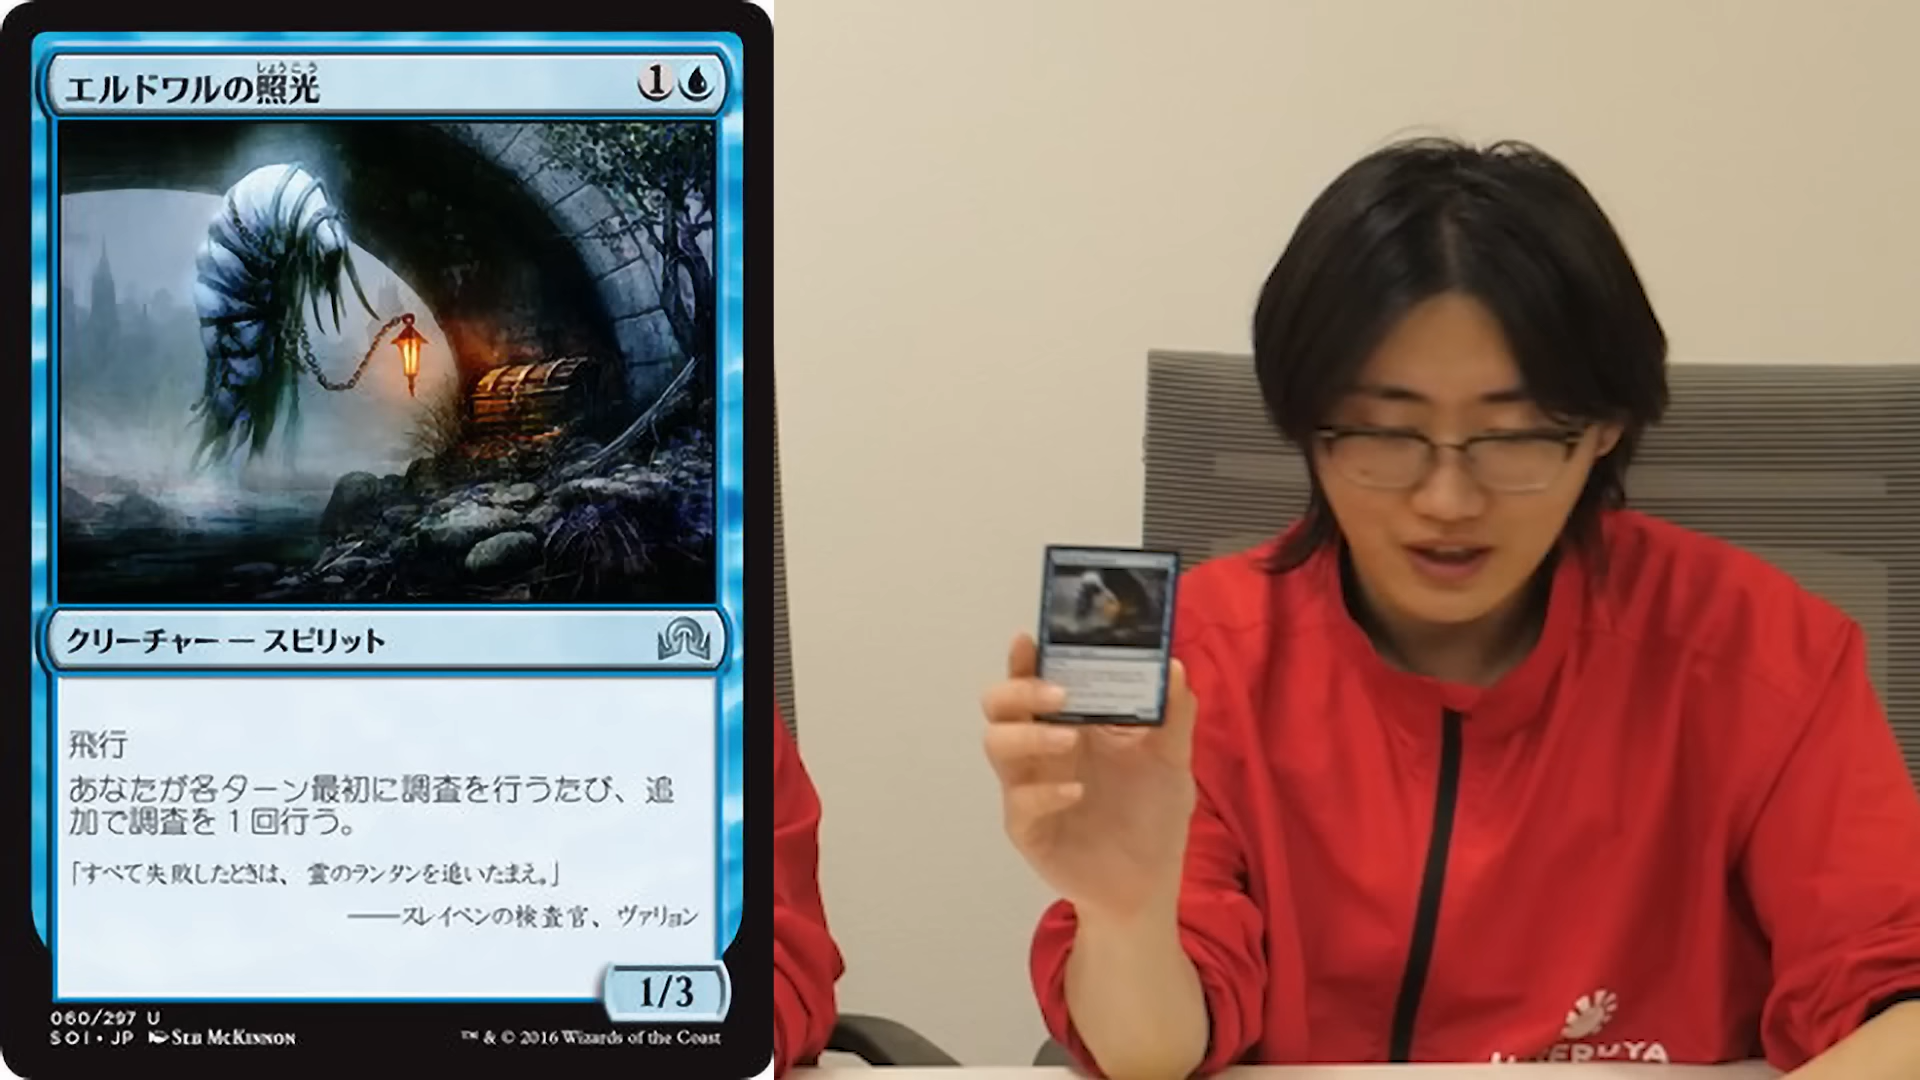 しょうこう
エルドワルの照光
1
クリーチャー ― スピリット
飛行
あなたが各ターン最初に調査を行うたび、追
加で調査を1回行う。
「すべて失敗したときは、霊のランタンを追いたまえ。」
――スレイベンの検査官、ヴァリョン
1/3
060/297 U
SOI・JP SEB MCKINNON
™ & © 2016 Wizards of the Coast